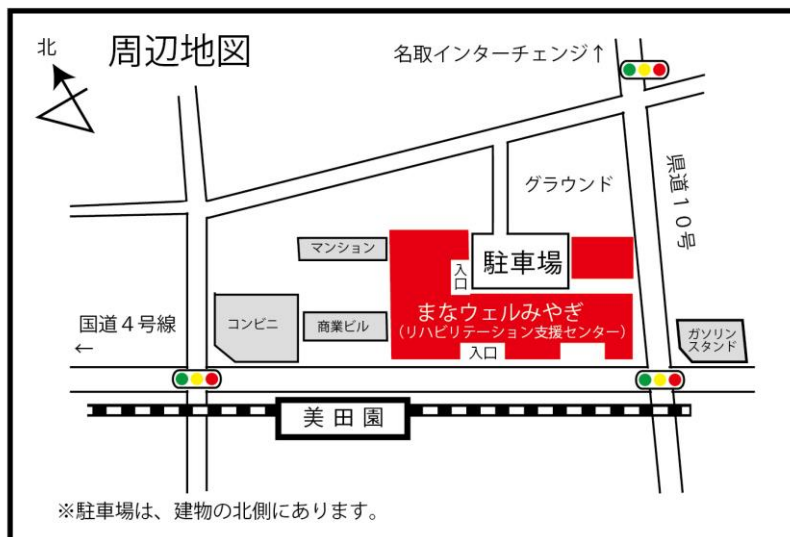 北
周辺地図
名取インターチェンジ↑
県道10号
グラウンド
マンション
駐車場
入口
まなウェルみやぎ
(リハビリテーション支援センター)
入口
国道4号線
←
コンビニ
商業ビル
ガソリン
スタンド
美田園
※駐車場は、建物の北側にあります。